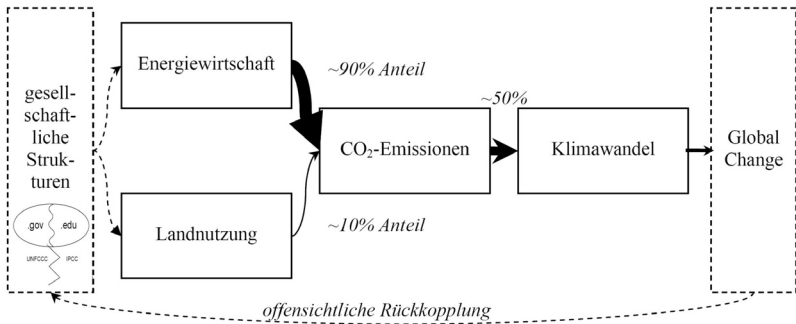 gesell-
schaft-
liche
Struk-
turen
.gov
.edu
UNFCCC
IPCC
Energiewirtschaft
~90% Anteil
Landnutzung
~10% Anteil
CO₂-Emissionen
~50%
Klimawandel
Global
Change
offensichtliche Rückkopplung